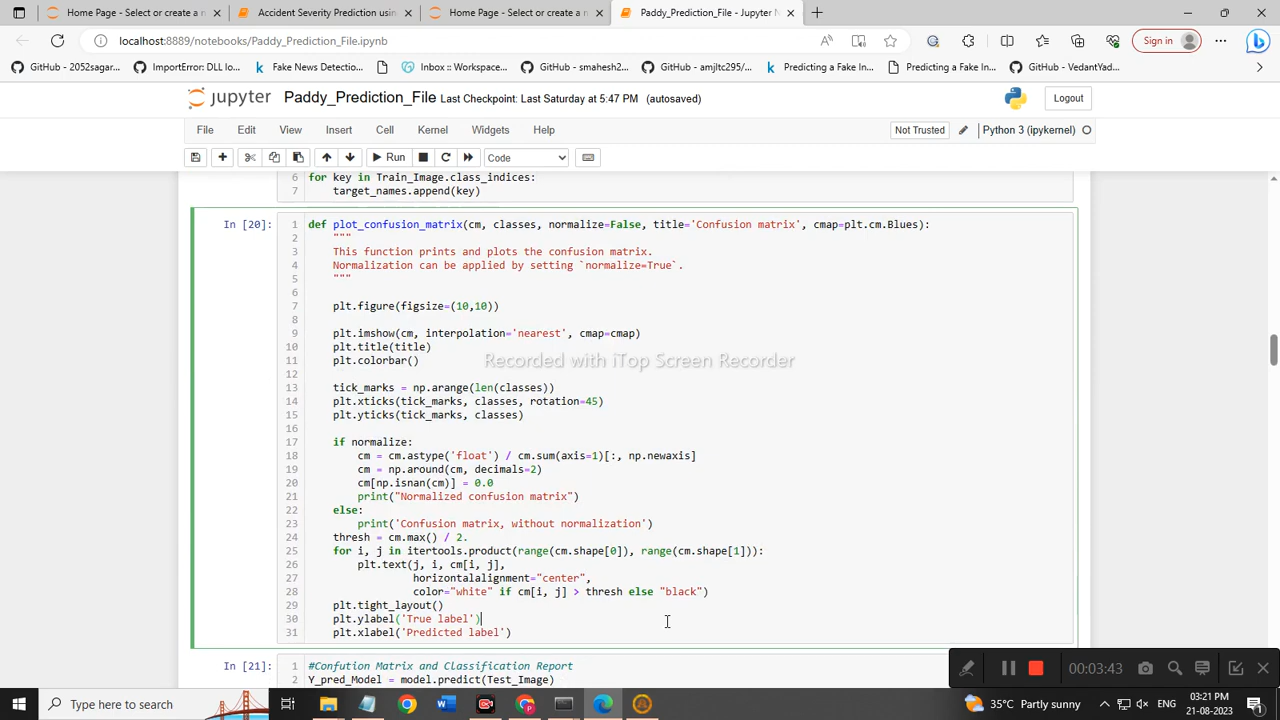 Home Page - Select or create a n
Accident Severity Prediction usin
Home Page - Select or create a n
Paddy_Prediction_File - Jupyter N
localhost:8889/notebooks/Paddy_Prediction_File.ipynb
Sign in
GitHub - 2052sagar...
ImportError: DLL lo...
Fake News Detectio...
Inbox :: Workspace...
GitHub - smahesh2...
GitHub - amjltc295/...
Predicting a Fake In...
Predicting a Fake In...
GitHub - VedantYad...
jupyter Paddy_Prediction_File Last Checkpoint: Last Saturday at 5:47 PM (autosaved)
Logout
File Edit View Insert Cell Kernel Widgets Help
Not Trusted
Python 3 (ipykernel)
Run
Code
6 for key in Train_Image.class_indices:
7 target_names.append(key)
In [20]:
1 def plot_confusion_matrix(cm, classes, normalize=False, title='Confusion matrix', cmap=plt.cm.Blues):
2 """
3 This function prints and plots the confusion matrix.
4 Normalization can be applied by setting `normalize=True`.
5 """
6
7 plt.figure(figsize=(10,10))
8
9 plt.imshow(cm, interpolation='nearest', cmap=cmap)
10 plt.title(title)
11 plt.colorbar()
Recorded with iTop Screen Recorder
12
13 tick_marks = np.arange(len(classes))
14 plt.xticks(tick_marks, classes, rotation=45)
15 plt.yticks(tick_marks, classes)
16
17 if normalize:
18 cm = cm.astype('float') / cm.sum(axis=1)[:, np.newaxis]
19 cm = np.around(cm, decimals=2)
20 cm[np.isnan(cm)] = 0.0
21 print("Normalized confusion matrix")
22 else:
23 print('Confusion matrix, without normalization')
24 thresh = cm.max() / 2.
25 for i, j in itertools.product(range(cm.shape[0]), range(cm.shape[1])):
26 plt.text(j, i, cm[i, j],
27 horizontalalignment="center",
28 color="white" if cm[i, j] > thresh else "black")
29 plt.tight_layout()
30 plt.ylabel('True label')
31 plt.xlabel('Predicted label')
In [21]:
1 #Confution Matrix and Classification Report
2 Y_pred_Model = model.predict(Test_Image)
00:03:43
Type here to search
35°C Partly sunny
ENG
03:21 PM
21-08-2023